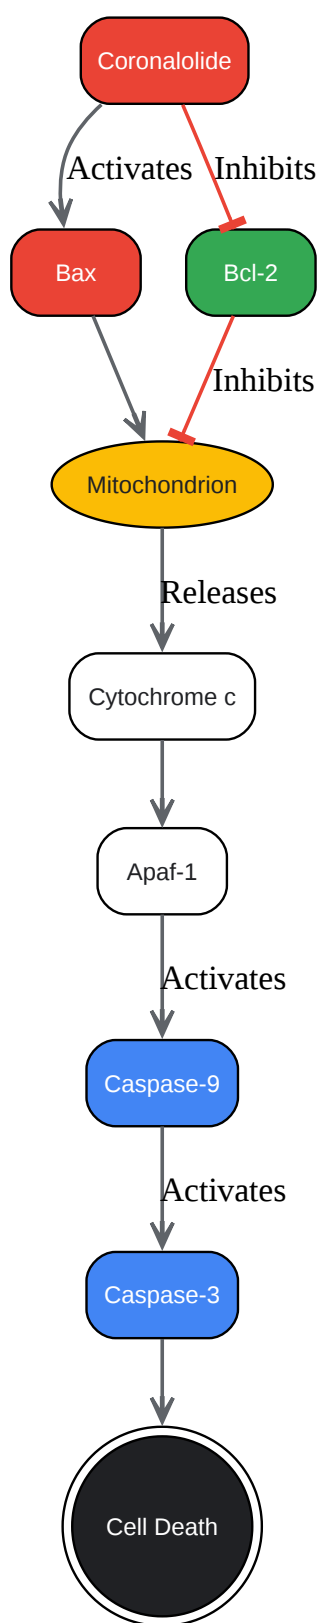 Coronalolide
Activates
Inhibits
Bax
Bcl-2
Inhibits
Mitochondrion
Releases
Cytochrome c
Apaf-1
Activates
Caspase-9
Activates
Caspase-3
Cell Death